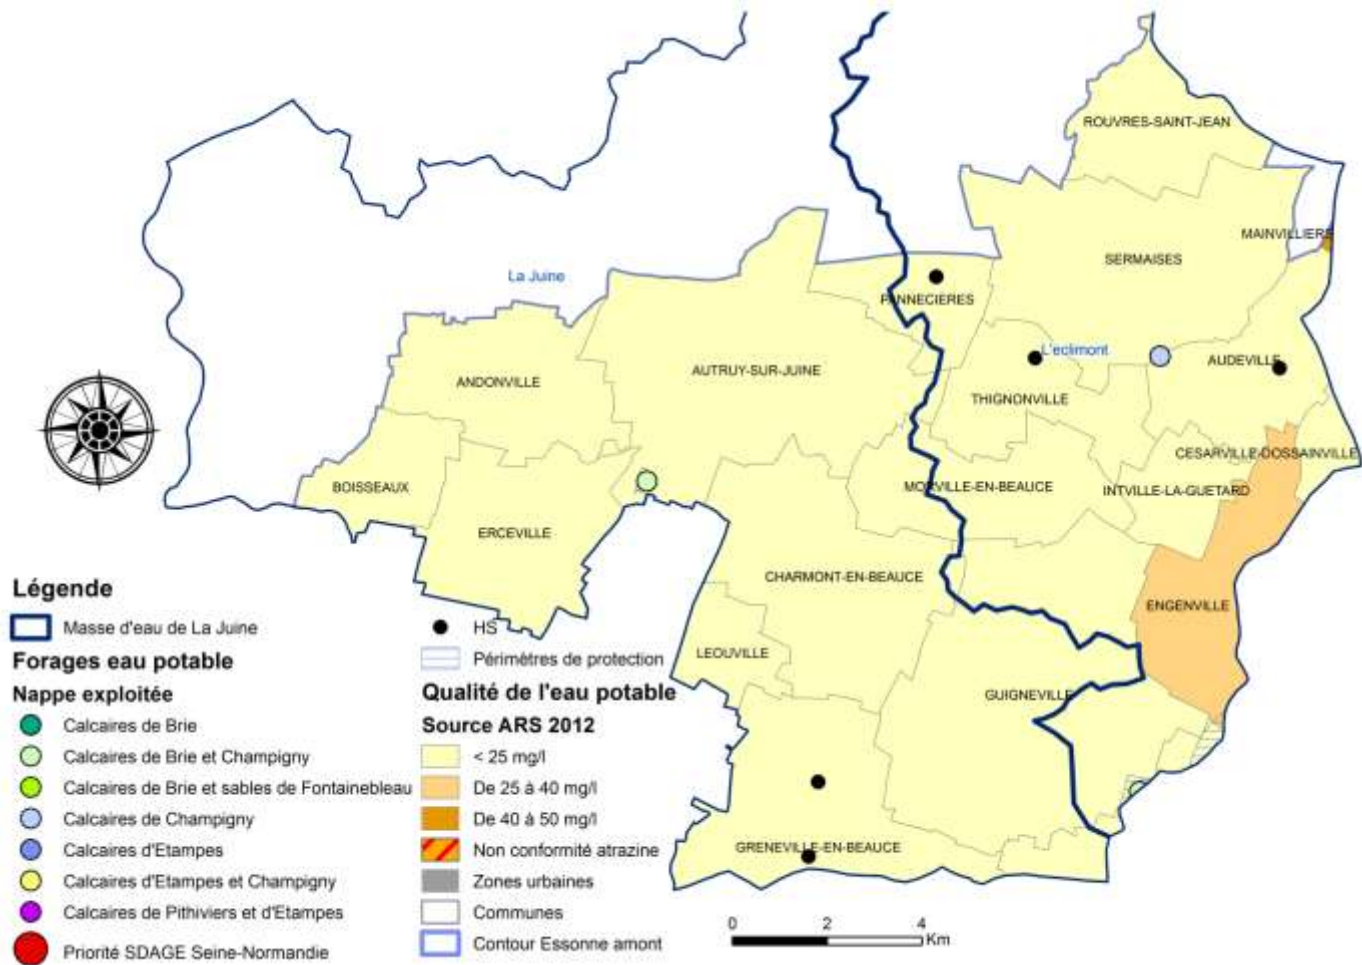 ROUVRES-SAINT-JEAN
MAINVILLIERS
SERMAISES
La Juine
PANNECIERES
L'eclimont
AUDEVILLE
AUTRUY-SUR-JUINE
ANDONVILLE
THIGNONVILLE
CESARVILLE-DOSSAINVILLE
BOISSEAUX
MORVILLE-EN-BEAUCE
INTVILLE-LA-GUETARD
ERCEVILLE
CHARMONT-EN-BEAUCE
ENGENVILLE
LEOUVILLE
GUIGNEVILLE
GRENEVILLE-EN-BEAUCE
Légende
Masse d'eau de La Juine
Forages eau potable
Nappe exploitée
Calcaires de Brie
Calcaires de Brie et Champigny
Calcaires de Brie et sables de Fontainebleau
Calcaires de Champigny
Calcaires d'Etampes
Calcaires d'Etampes et Champigny
Calcaires de Pithiviers et d'Etampes
Priorité SDAGE Seine-Normandie
HS
Périmètres de protection
Qualité de l'eau potable
Source ARS 2012
< 25 mg/l
De 25 à 40 mg/l
De 40 à 50 mg/l
Non conformité atrazine
Zones urbaines
Communes
Contour Essonne amont
0 2 4
Km